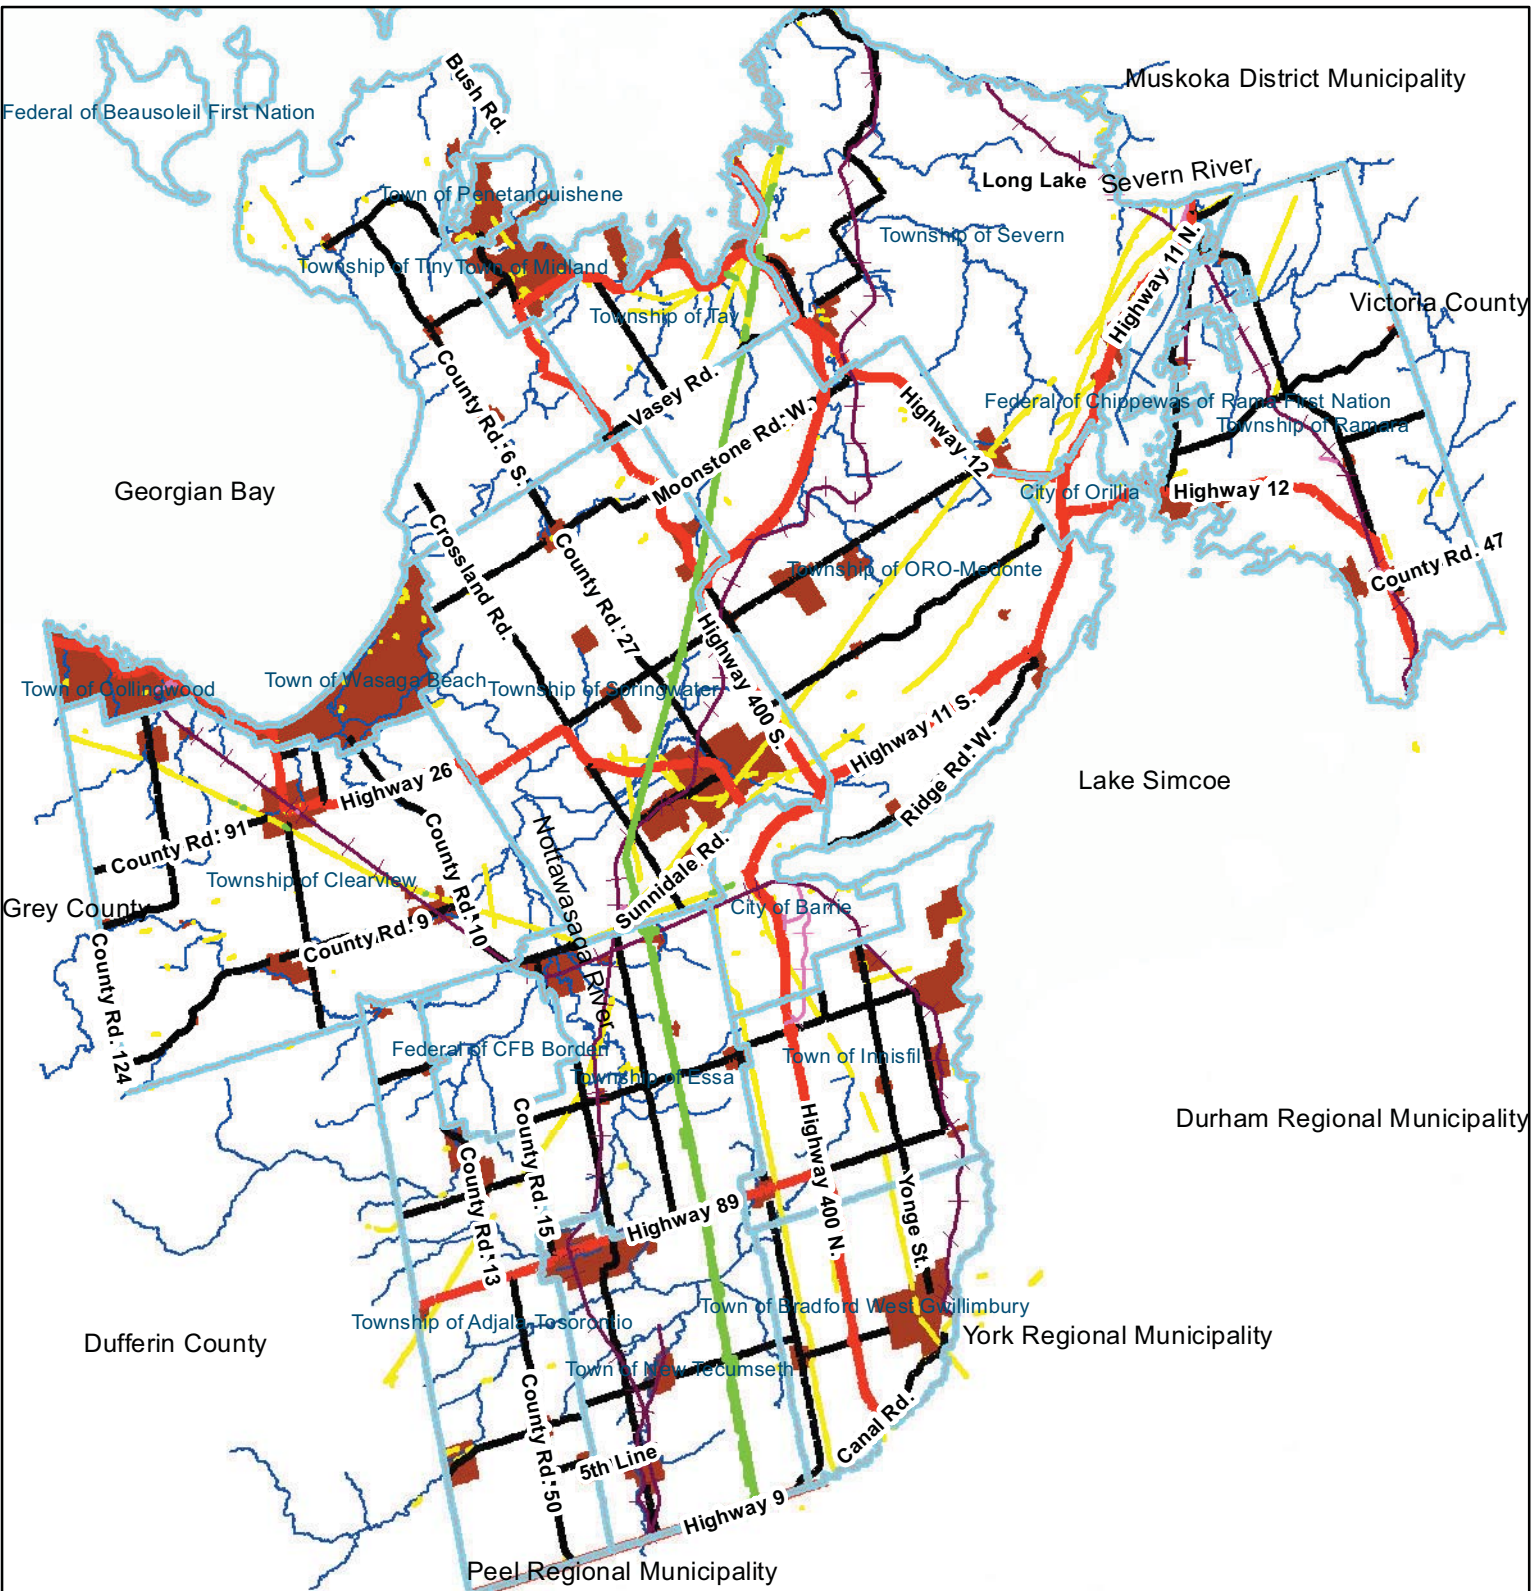 Bush Rd.
Muskoka District Municipality
Federal of Beausoleil First Nation
Long Lake
Severn River
Town of Penetanguishene
Township of Severn
Township of Tiny
Town of Midland
Highway 11 N.
Victoria County
Township of Tay
County Rd. 6 S.
Vasey Rd.
Highway 12
Federal of Chippewas of Rama First Nation
Township of Ramara
Moonstone Rd. W.
Georgian Bay
City of Orillia
Highway 12
Crossland Rd.
County Rd. 27
Township of ORO-Medonte
County Rd. 47
Town of Collingwood
Town of Wasaga Beach
Township of Springwater
Highway 400 S.
Highway 11 S.
Ridge Rd. W.
Lake Simcoe
Highway 26
County Rd. 91
County Rd. 10
Nottawasaga River
Sunnidale Rd.
Township of Clearview
Grey County
City of Barrie
County Rd. 9
County Rd. 124
Federal of CFB Borden
Township of Essa
Town of Innisfil
Durham Regional Municipality
County Rd. 15
County Rd. 13
Highway 89
Highway 400 N.
Yonge St.
Township of Adjala-Tosorontio
Town of Bradford West Gwillimbury
Dufferin County
York Regional Municipality
Town of New Tecumseth
County Rd. 50
5th Line
Canal Rd.
Highway 9
Peel Regional Municipality